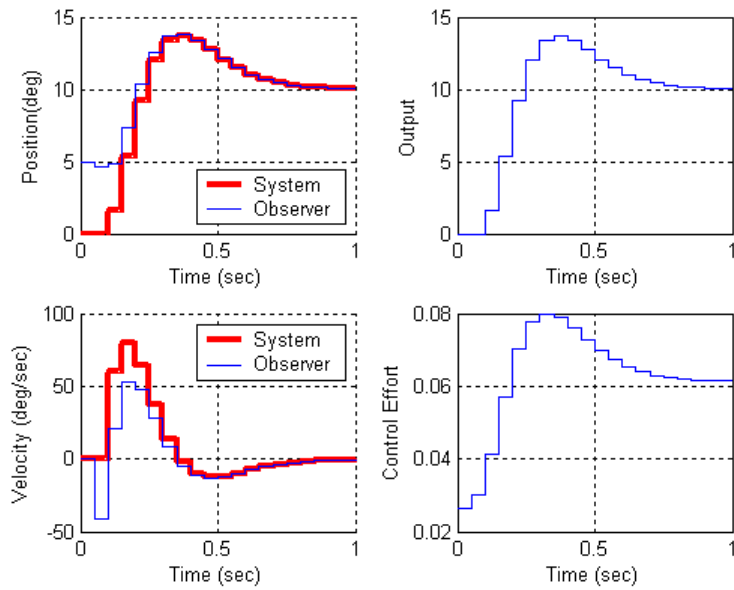 15
10
5
0
Position(deg)
System
Observer
0
0.5
1
Time (sec)
15
10
5
0
Output
0
0.5
1
Time (sec)
100
50
0
-50
Velocity (deg/sec)
System
Observer
0
0.5
1
Time (sec)
0.08
0.06
0.04
0.02
Control Effort
0
0.5
1
Time (sec)